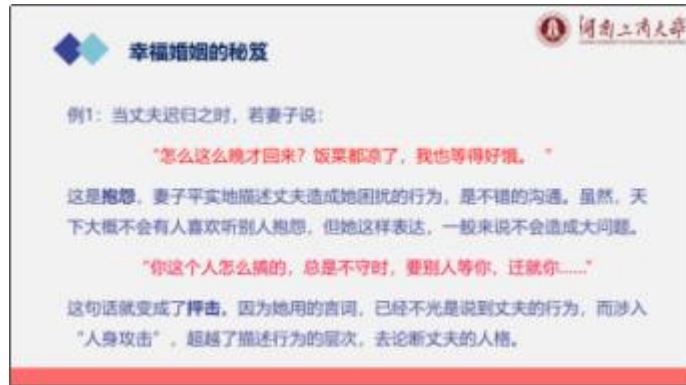 湖南工商大学
幸福婚姻的秘笈
例1：当丈夫迟归之时，若妻子说：
“怎么这么晚才回来？饭菜都凉了，我也等得好饿。 ”
这是抱怨，妻子平实地描述丈夫造成她困扰的行为，是不错的沟通。虽然，天
下大概不会有人喜欢听别人抱怨，但她这样表达，一般来说不会造成大问题。
“你这个人怎么搞的，总是不守时，要别人等你，迁就你......”
这句话就变成了抨击。因为她用的言词，已经不光是说到丈夫的行为，而涉入
“人身攻击”，超越了描述行为的层次，去论断丈夫的人格。